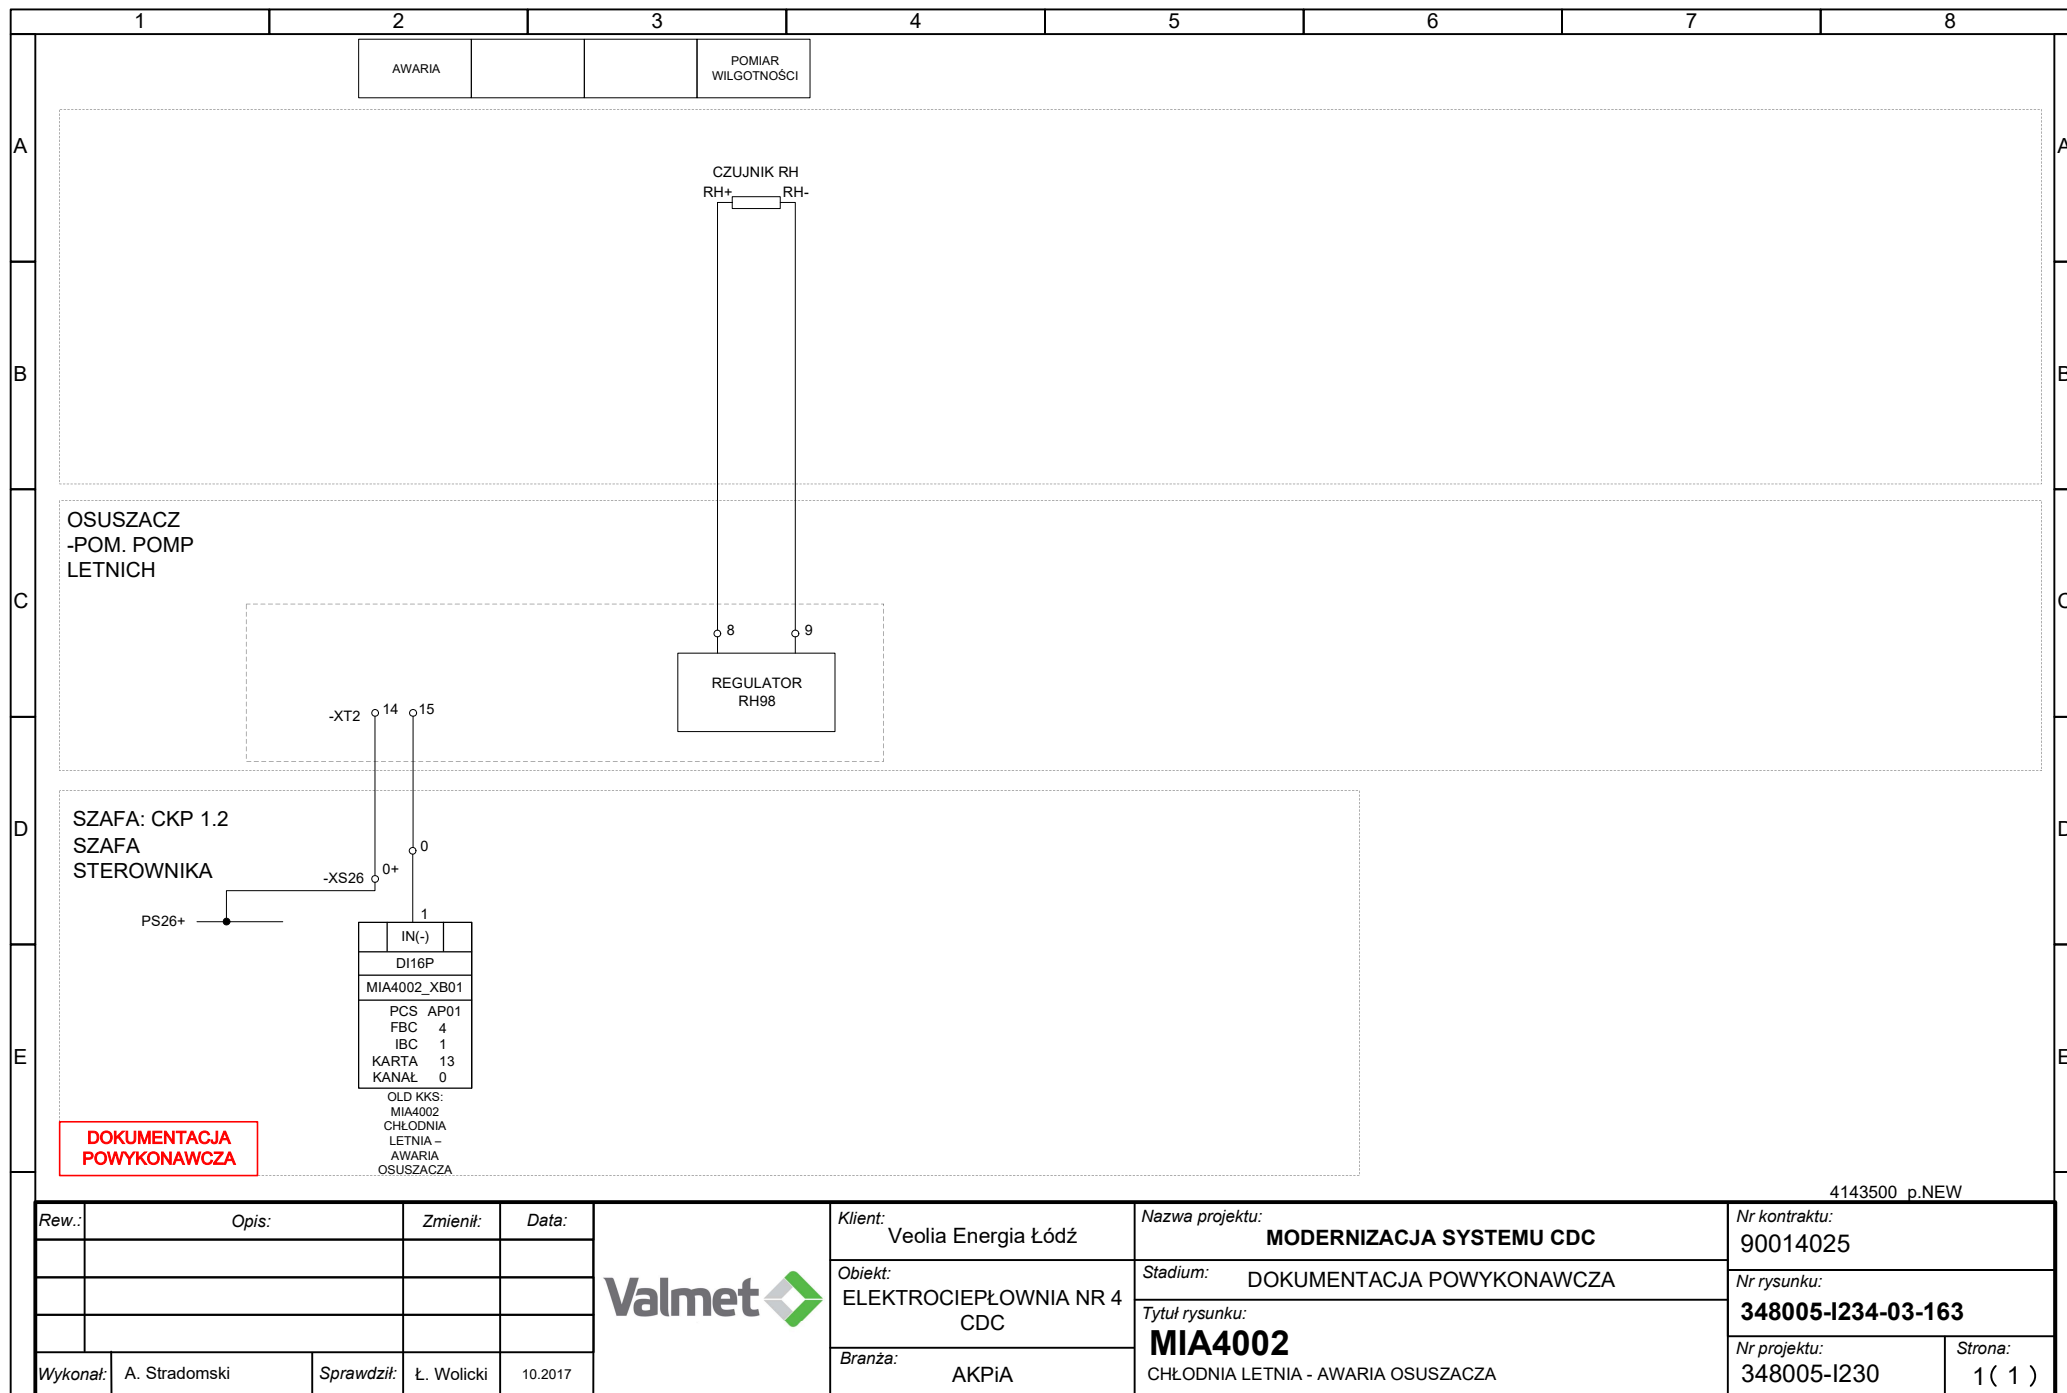 1 2 3 4 5 6 7 8
AWARIA
POMIAR
WILGOTNOŚCI
A A
CZUJNIK RH
RH+ RH-
B B
OSUSZACZ
-POM. POMP
LETNICH
C C
8 9
REGULATOR
RH98
-XT2 14 15
SZAFA: CKP 1.2
SZAFA
STEROWNIKA
D D
0
-XS26 0+
PS26+
1
IN(-)
DI16P
MIA4002_XB01
PCS AP01
FBC 4
IBC 1
KARTA 13
KANAŁ 0
E E
OLD KKS:
MIA4002
CHŁODNIA
LETNIA –
AWARIA
OSUSZACZA
DOKUMENTACJA
POWYKONAWCZA
4143500_p.NEW
Rew.: Opis: Zmienił: Data:
Wykonał: A. Stradomski Sprawdził: Ł. Wolicki 10.2017
Valmet
Klient:
Veolia Energia Łódź
Obiekt:
ELEKTROCIEPŁOWNIA NR 4
CDC
Branża:
AKPiA
Nazwa projektu:
MODERNIZACJA SYSTEMU CDC
Stadium: DOKUMENTACJA POWYKONAWCZA
Tytuł rysunku:
MIA4002
CHŁODNIA LETNIA - AWARIA OSUSZACZA
Nr kontraktu:
90014025
Nr rysunku:
348005-I234-03-163
Nr projektu:
348005-I230
Strona:
1( 1 )